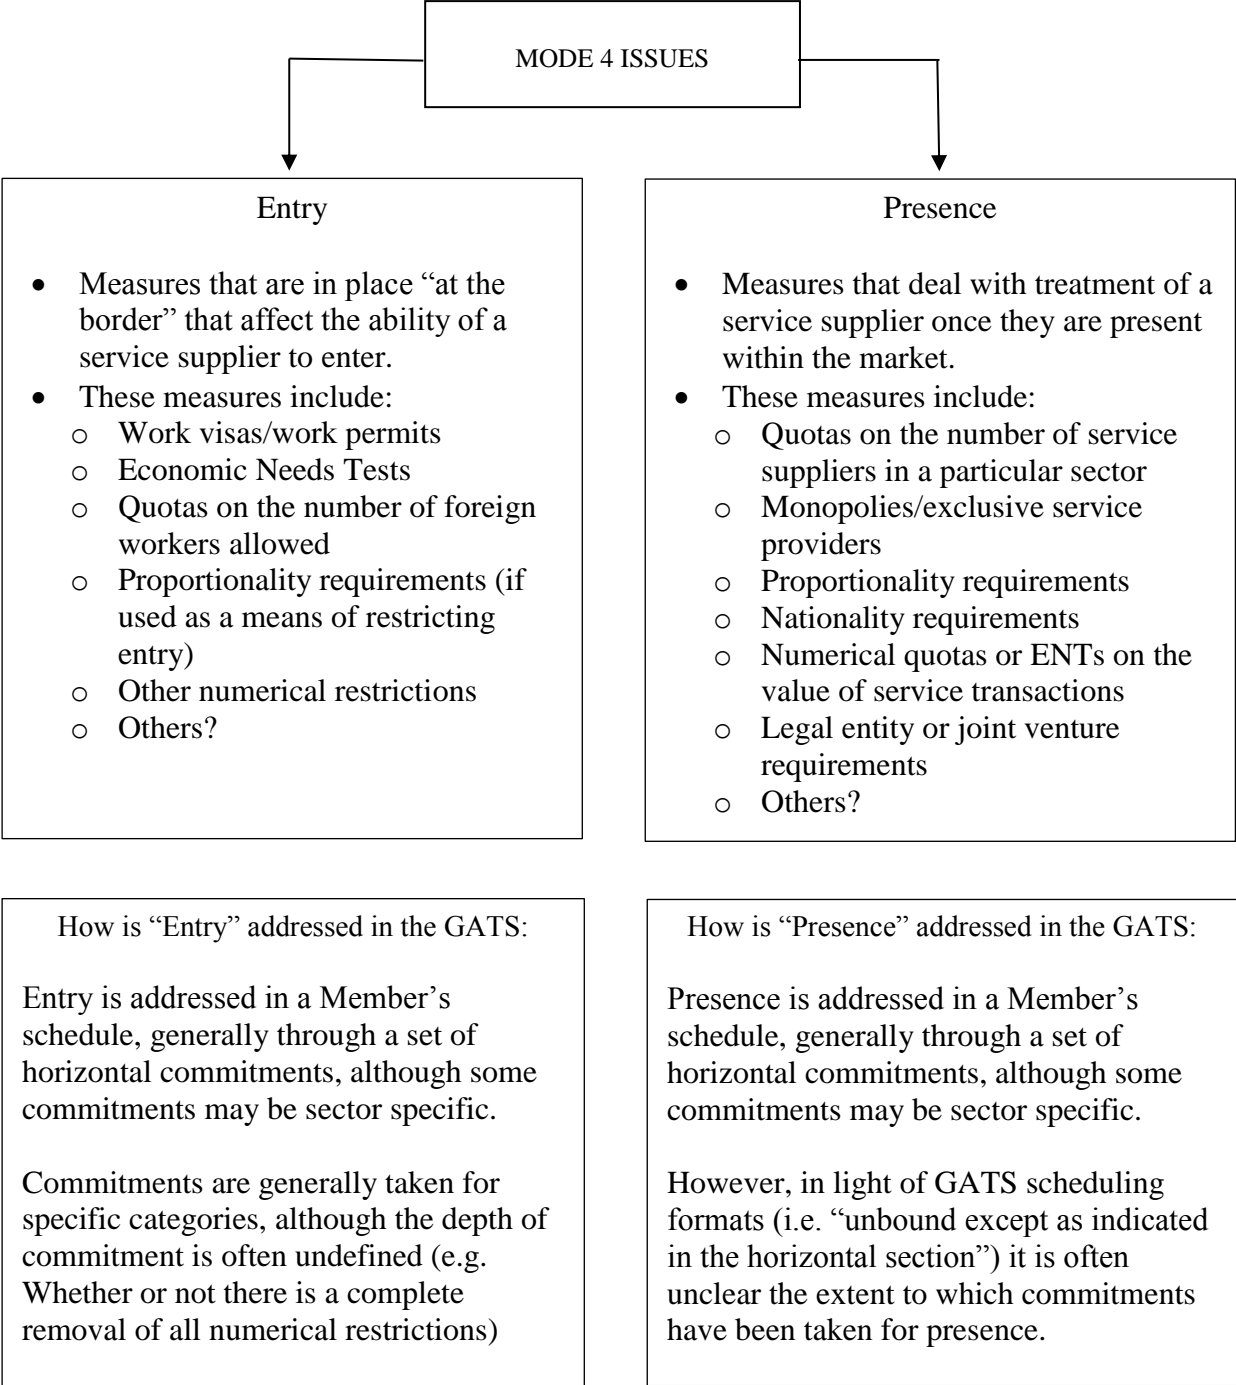 MODE 4 ISSUES
Entry
• Measures that are in place “at the
border” that affect the ability of a
service supplier to enter.
• These measures include:
o Work visas/work permits
o Economic Needs Tests
o Quotas on the number of foreign
workers allowed
o Proportionality requirements (if
used as a means of restricting
entry)
o Other numerical restrictions
o Others?
Presence
• Measures that deal with treatment of a
service supplier once they are present
within the market.
• These measures include:
o Quotas on the number of service
suppliers in a particular sector
o Monopolies/exclusive service
providers
o Proportionality requirements
o Nationality requirements
o Numerical quotas or ENTs on the
value of service transactions
o Legal entity or joint venture
requirements
o Others?
How is “Entry” addressed in the GATS:
Entry is addressed in a Member’s
schedule, generally through a set of
horizontal commitments, although some
commitments may be sector specific.
Commitments are generally taken for
specific categories, although the depth of
commitment is often undefined (e.g.
Whether or not there is a complete
removal of all numerical restrictions)
How is “Presence” addressed in the GATS:
Presence is addressed in a Member’s
schedule, generally through a set of
horizontal commitments, although some
commitments may be sector specific.
However, in light of GATS scheduling
formats (i.e. “unbound except as indicated
in the horizontal section”) it is often
unclear the extent to which commitments
have been taken for presence.